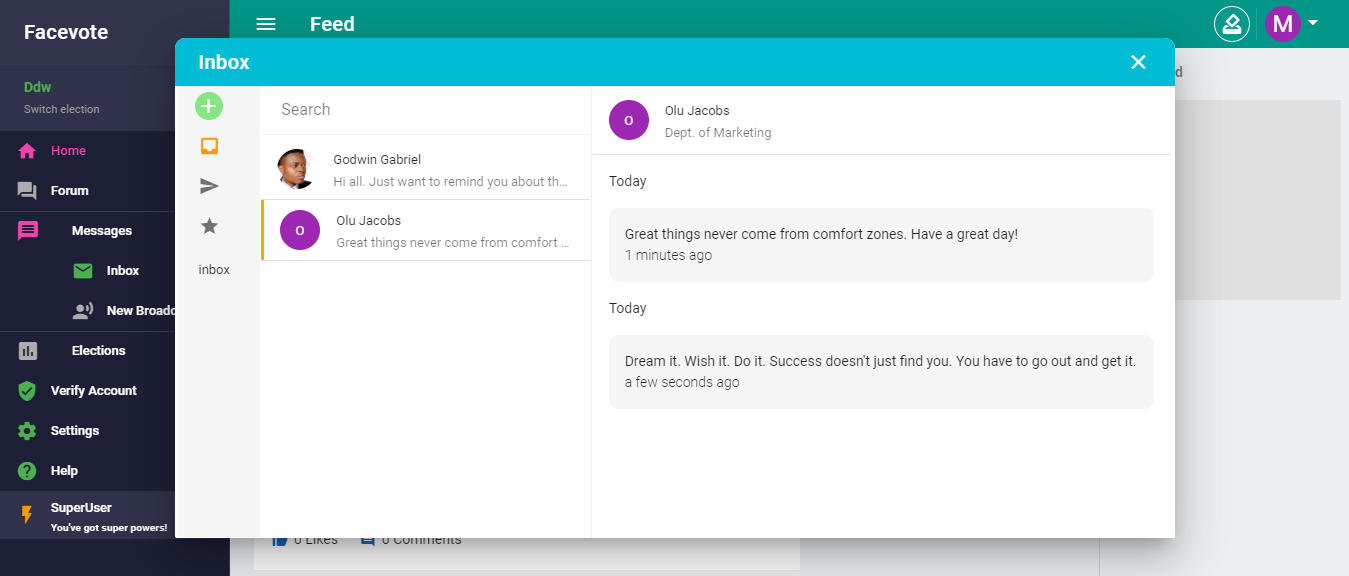 Facevote
Feed
M
Ddw
Switch election
Home
Forum
Messages
Inbox
New Broadc
Elections
Verify Account
Settings
Help
SuperUser
You've got super powers!
Inbox
inbox
Search
Godwin Gabriel
Hi all. Just want to remind you about th...
O
Olu Jacobs
Great things never come from comfort ...
O
Olu Jacobs
Dept. of Marketing
Today
Great things never come from comfort zones. Have a great day!
1 minutes ago
Today
Dream it. Wish it. Do it. Success doesn't just find you. You have to go out and get it.
a few seconds ago
0 Likes
0 Comments